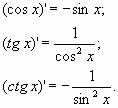 (cos x)' = −sin x;
(tg x)' = 1/cos² x;
(ctg x)' = −1/sin² x.